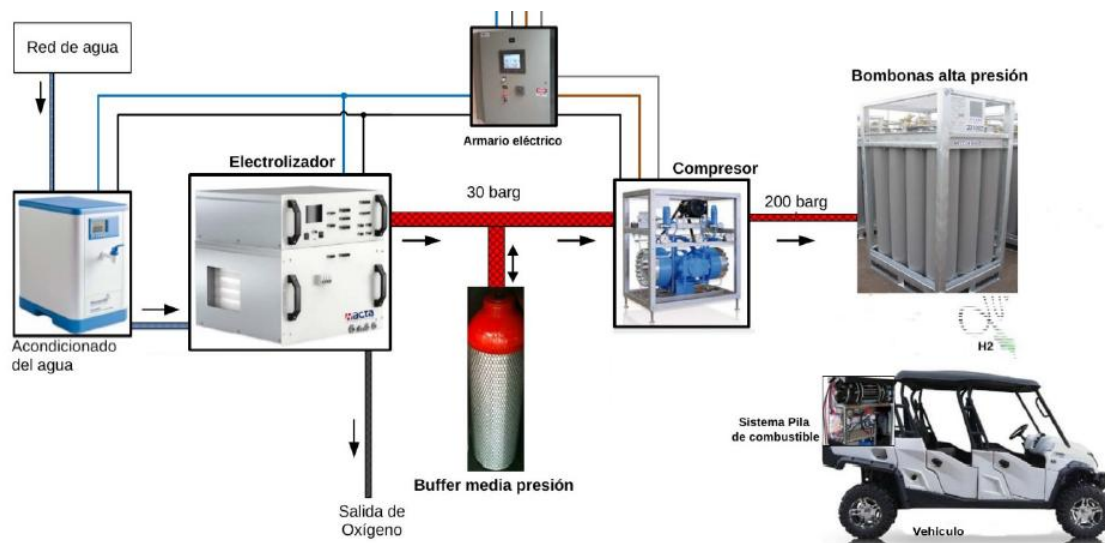 Red de agua
Armario eléctrico
Bombonas alta presión
Electrolizador
Compresor
30 barg
200 barg
acta
Acondicionado
del agua
H2
Sistema Pila
de combustible
Buffer media presión
Salida de
Oxígeno
Vehiculo